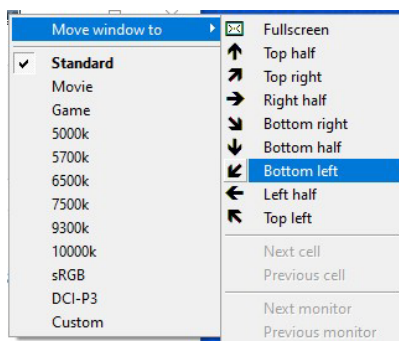 Move window to
Standard
Movie
Game
5000k
5700k
6500k
7500k
9300k
10000k
sRGB
DCI-P3
Custom
Fullscreen
Top half
Top right
Right half
Bottom right
Bottom half
Bottom left
Left half
Top left
Next cell
Previous cell
Next monitor
Previous monitor